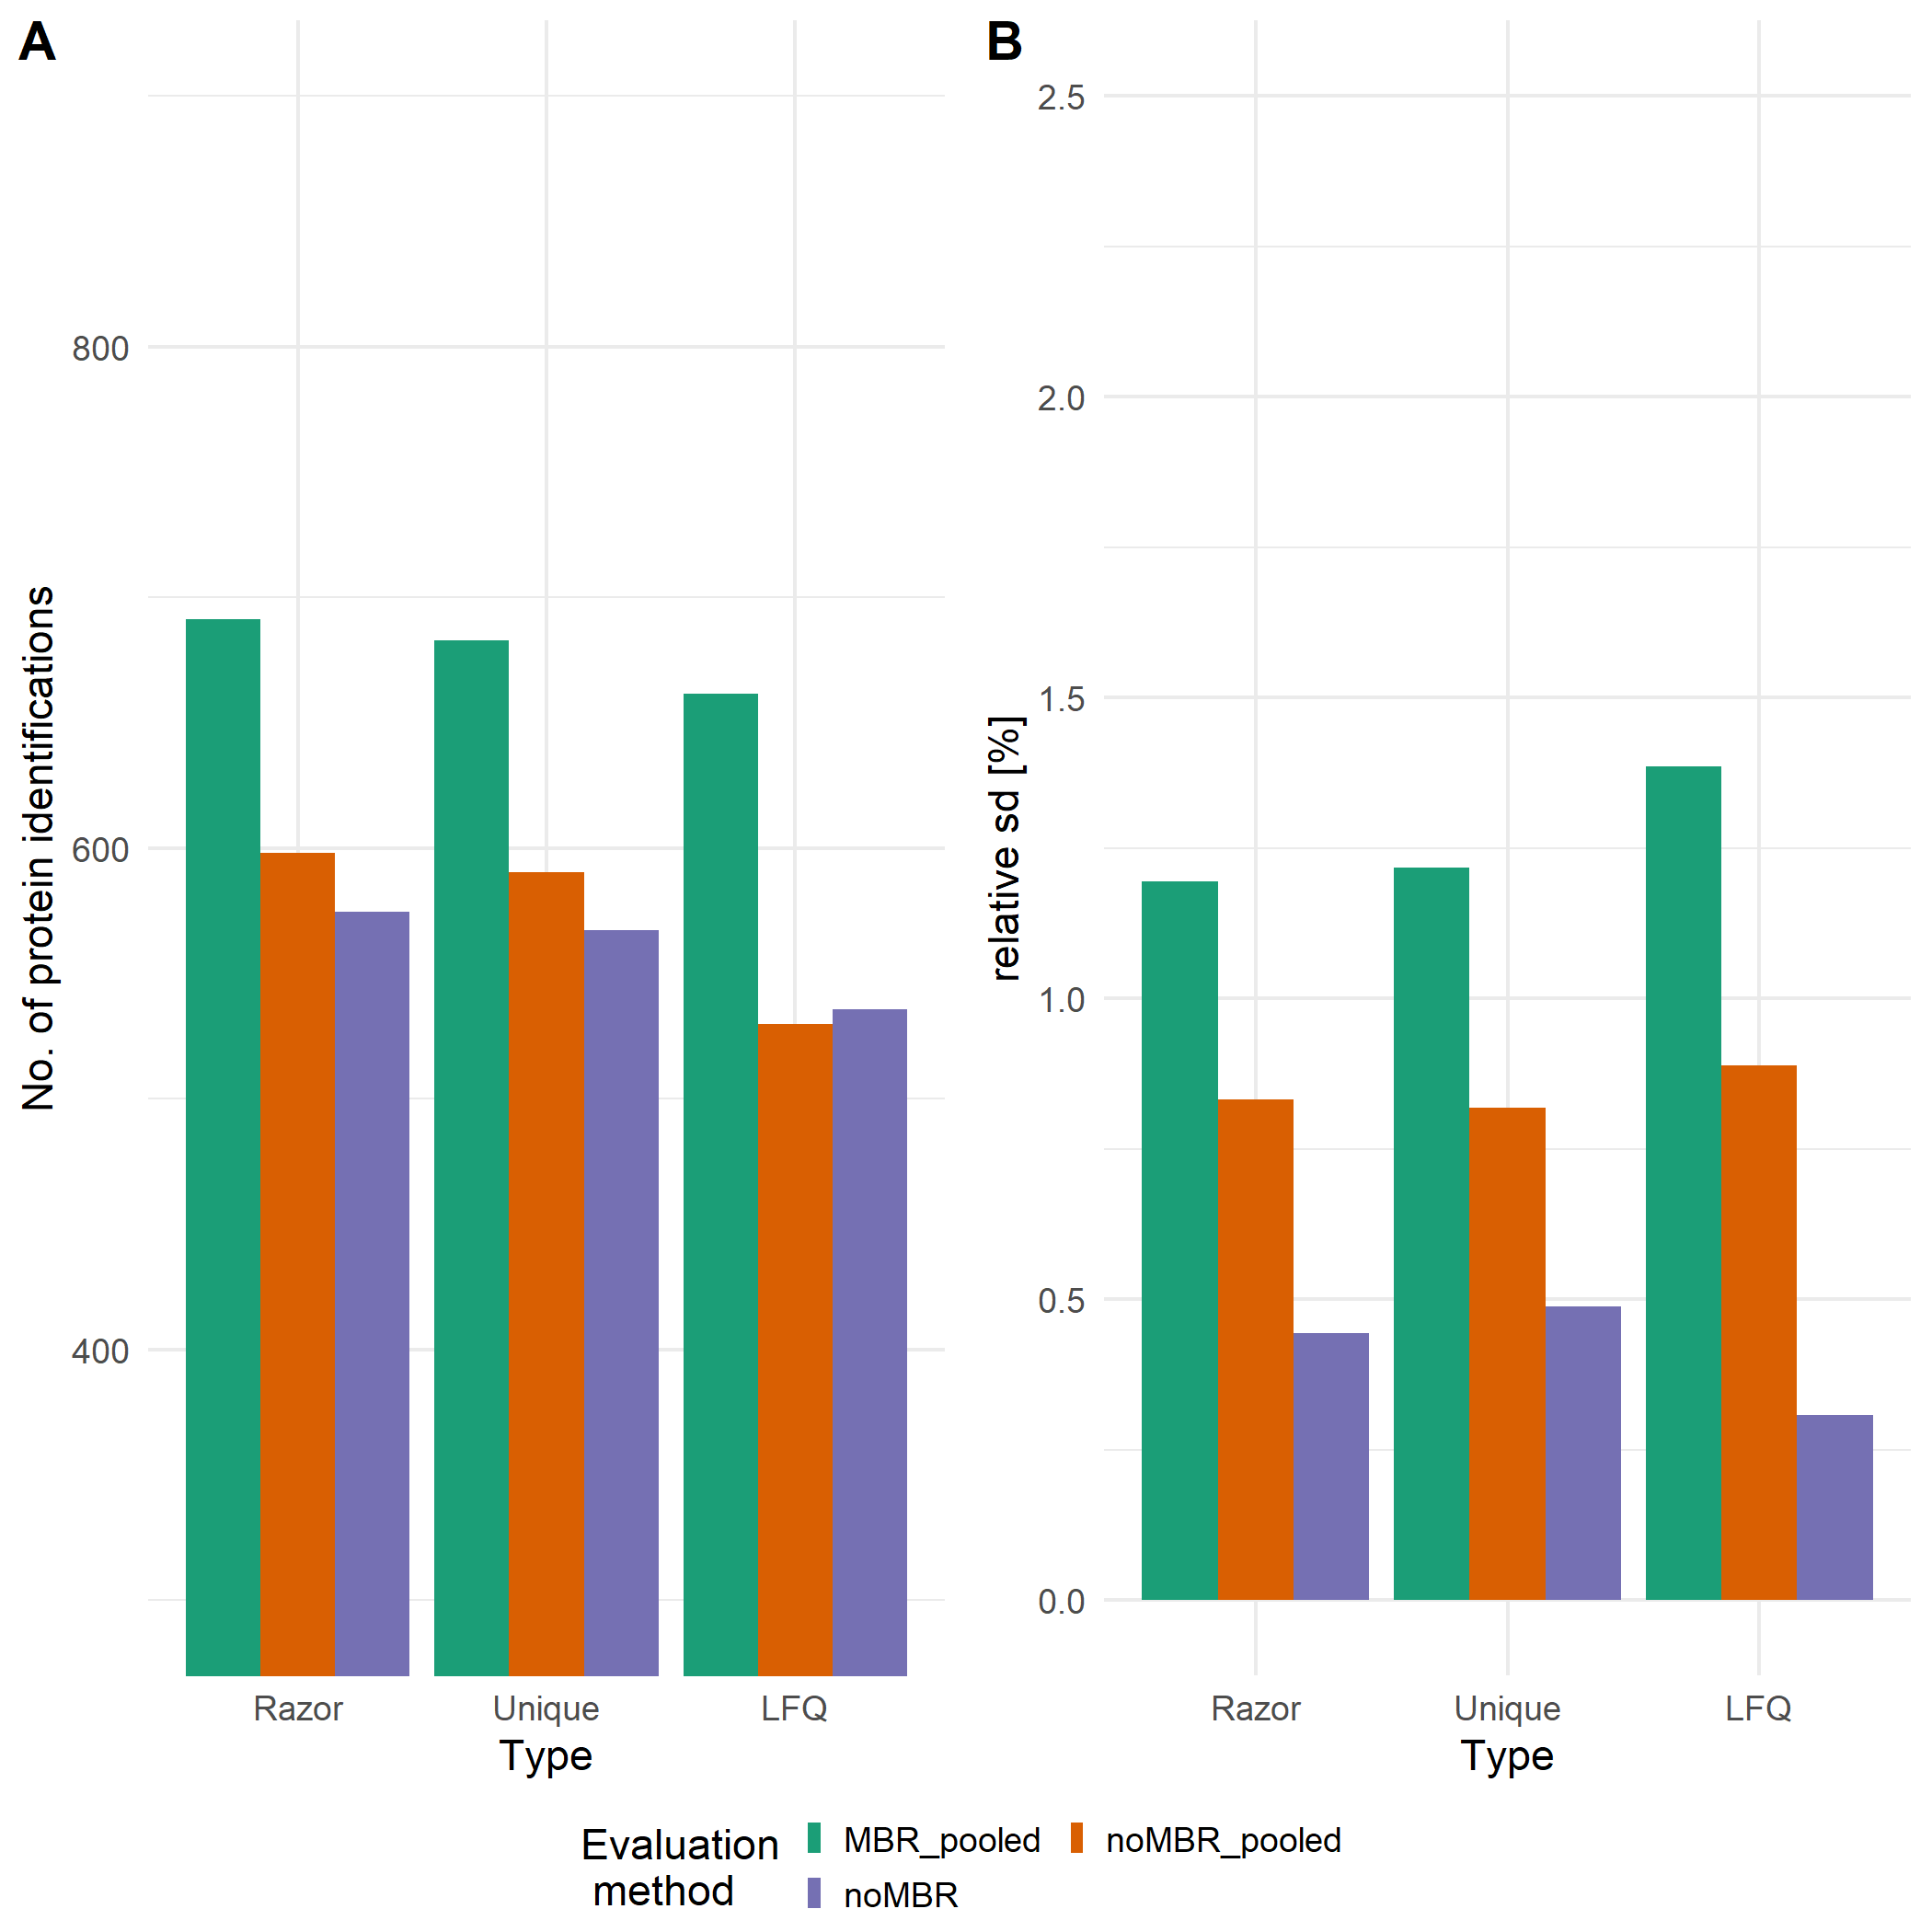 A
No. of protein identifications
800
600
400
Razor
Unique
LFQ
Type
B
relative sd [%]
2.5
2.0
1.5
1.0
0.5
0.0
Razor
Unique
LFQ
Type
Evaluation
method
MBR_pooled
noMBR_pooled
noMBR